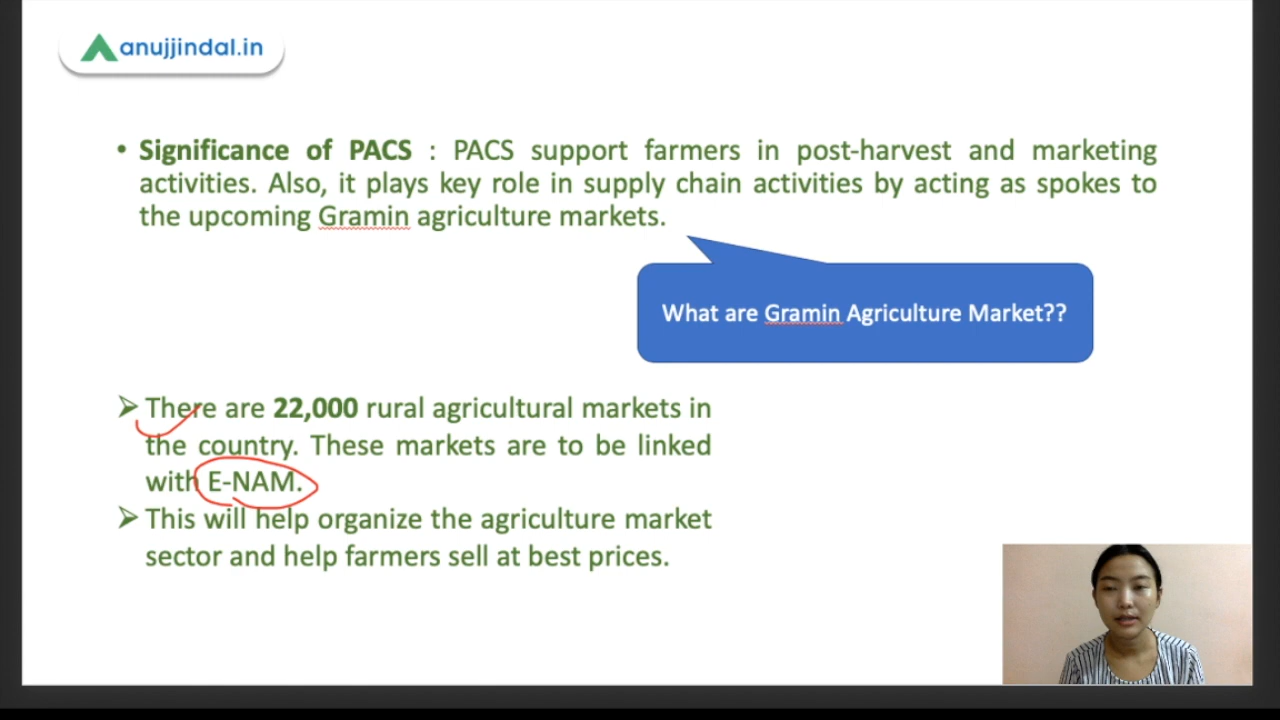 anujjindal.in
• Significance of PACS : PACS support farmers in post-harvest and marketing
activities. Also, it plays key role in supply chain activities by acting as spokes to
the upcoming Gramin agriculture markets.
What are Gramin Agriculture Market??
➢ There are 22,000 rural agricultural markets in
the country. These markets are to be linked
with E-NAM.
➢ This will help organize the agriculture market
sector and help farmers sell at best prices.